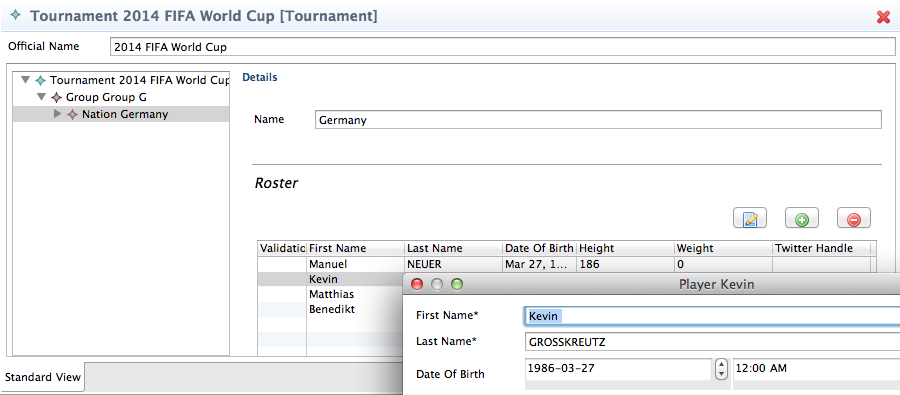 Tournament 2014 FIFA World Cup [Tournament]
Official Name 2014 FIFA World Cup
Tournament 2014 FIFA World Cup
Group Group G
Nation Germany
Details
Name Germany
Roster
Validatio First Name Last Name Date Of Birth Height Weight Twitter Handle
Manuel NEUER Mar 27, 1... 186 0
Kevin
Matthias
Benedikt
Player Kevin
First Name* Kevin
Last Name* GROSSKREUTZ
Date Of Birth 1986-03-27 12:00 AM
Standard View